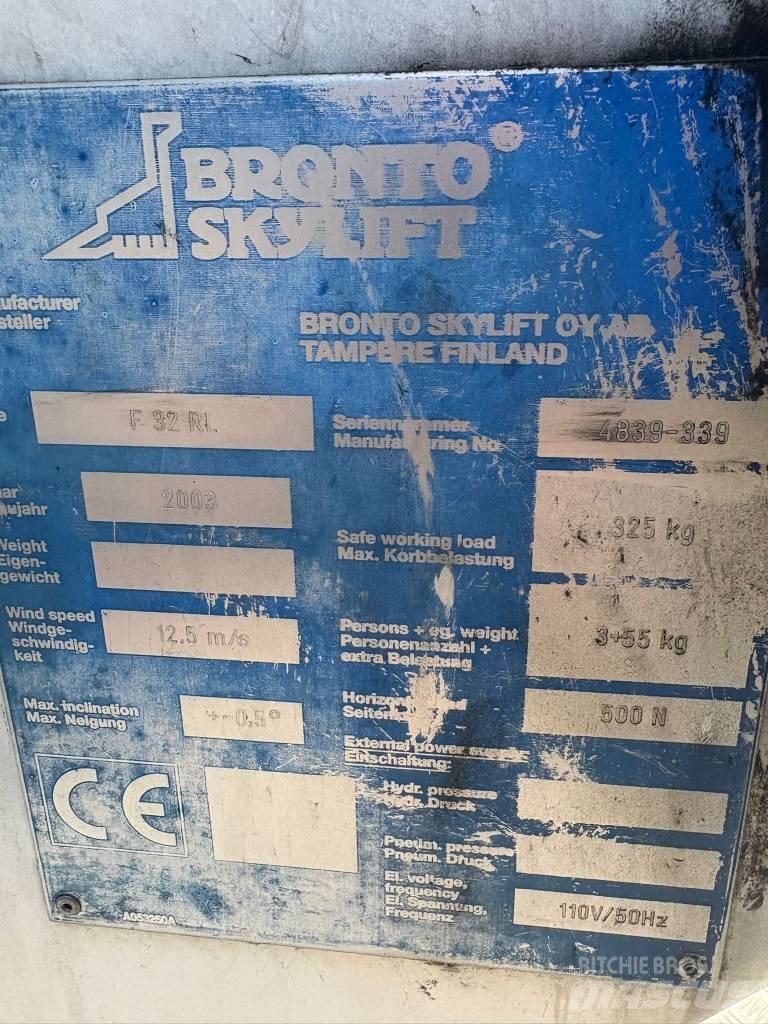 BRONTO®
SKYLIFT
ufacturer
steller
BRONTO SKYLIFT OY AB
TAMPERE FINLAND
e
F 32 RL
Manufacturing No
4839-339
ar
ujahr
2003
Safe working load
Max. Korbbelastung
325 kg
Weight
Eigen-
gewicht
Wind speed
Windge-
schwindig-
keit
12.5 m/s
Persons + eg. weight
Personenanzahl +
extra Belastung
3+55 kg
Max. inclination
Max. Neigung
+-0,5°
500 N
External power
Einschaltung:
CE
Hydr. pressure
Hydr. Druck
Pneum. pressure
Pneum. Druck
El. voltage,
frequency
El. Spannung,
Frequenz
110V/50Hz
A053250A
RITCHIE BROS.
MASCUS